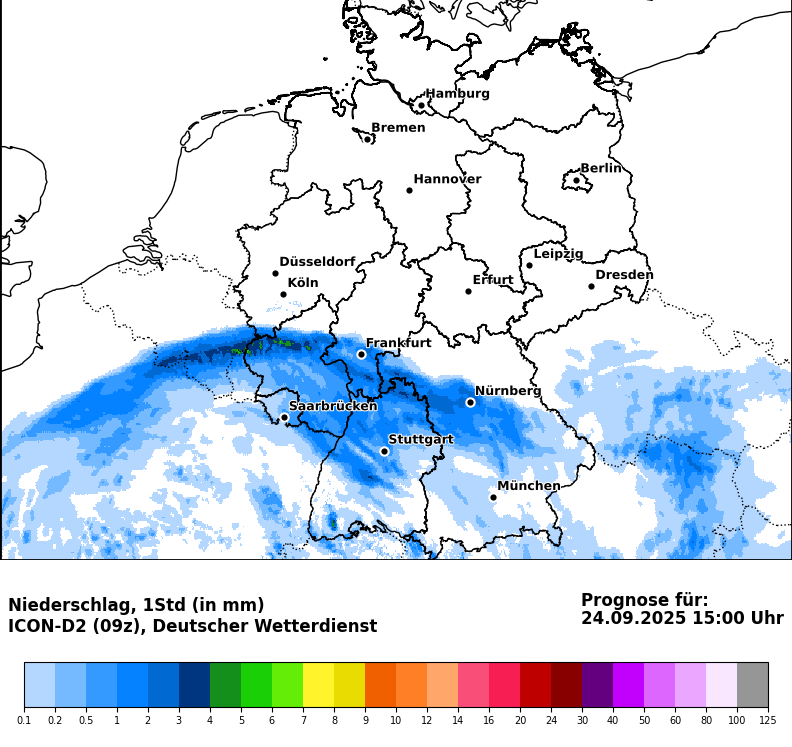 Hamburg
Bremen
Berlin
Hannover
Leipzig
Düsseldorf
Dresden
Köln
Erfurt
Frankfurt
Nürnberg
Saarbrücken
Stuttgart
München
Niederschlag, 1Std (in mm)
ICON-D2 (09z), Deutscher Wetterdienst
Prognose für:
24.09.2025 15:00 Uhr
0.1 0.2 0.5 1 2 3 4 5 6 7 8 9 10 12 14 16 20 24 30 40 50 60 80 100 125